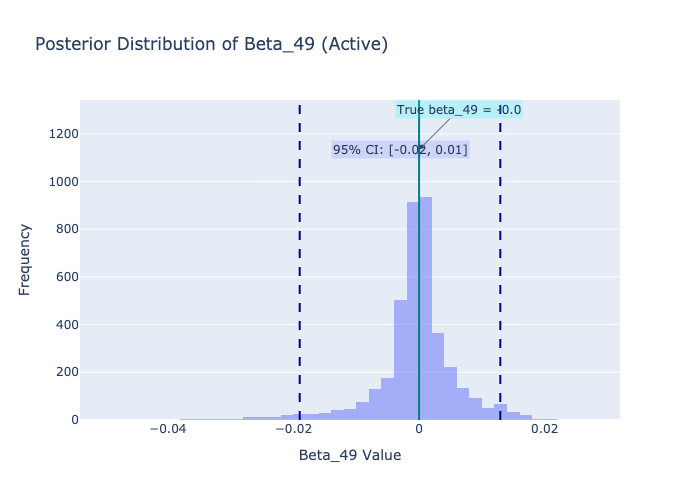 Posterior Distribution of Beta_49 (Active)
True beta_49 = -0.0
95% CI: [-0.02, 0.01]
1200
1000
800
600
400
200
0
Frequency
−0.04
−0.02
0
0.02
Beta_49 Value